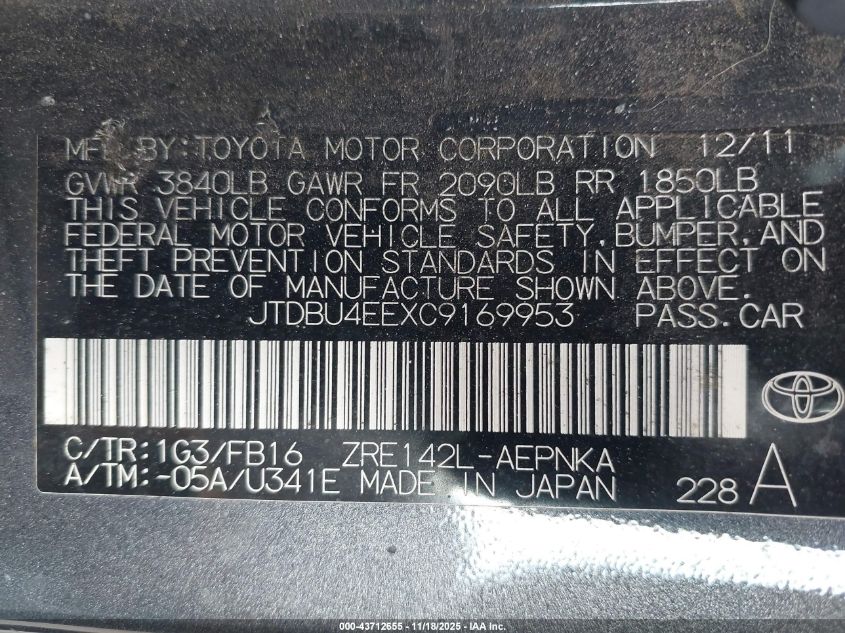 MFD BY:TOYOTA MOTOR CORPORATION 12/11
GVWR 3840LB GAWR FR 2090LB RR 1850LB
THIS VEHICLE CONFORMS TO ALL APPLICABLE
FEDERAL MOTOR VEHICLE SAFETY,BUMPER,AND
THEFT PREVENTION STANDARDS IN EFFECT ON
THE DATE OF MANUFACTURE SHOWN ABOVE.
JTDBU4EEXC9169953 PASS.CAR
C/TR:1G3/FB16 ZRE142L-AEPNKA
A/TM:-05A/U341E MADE IN JAPAN 228 A
000-43712655 - 11/18/2025 - IAA Inc.